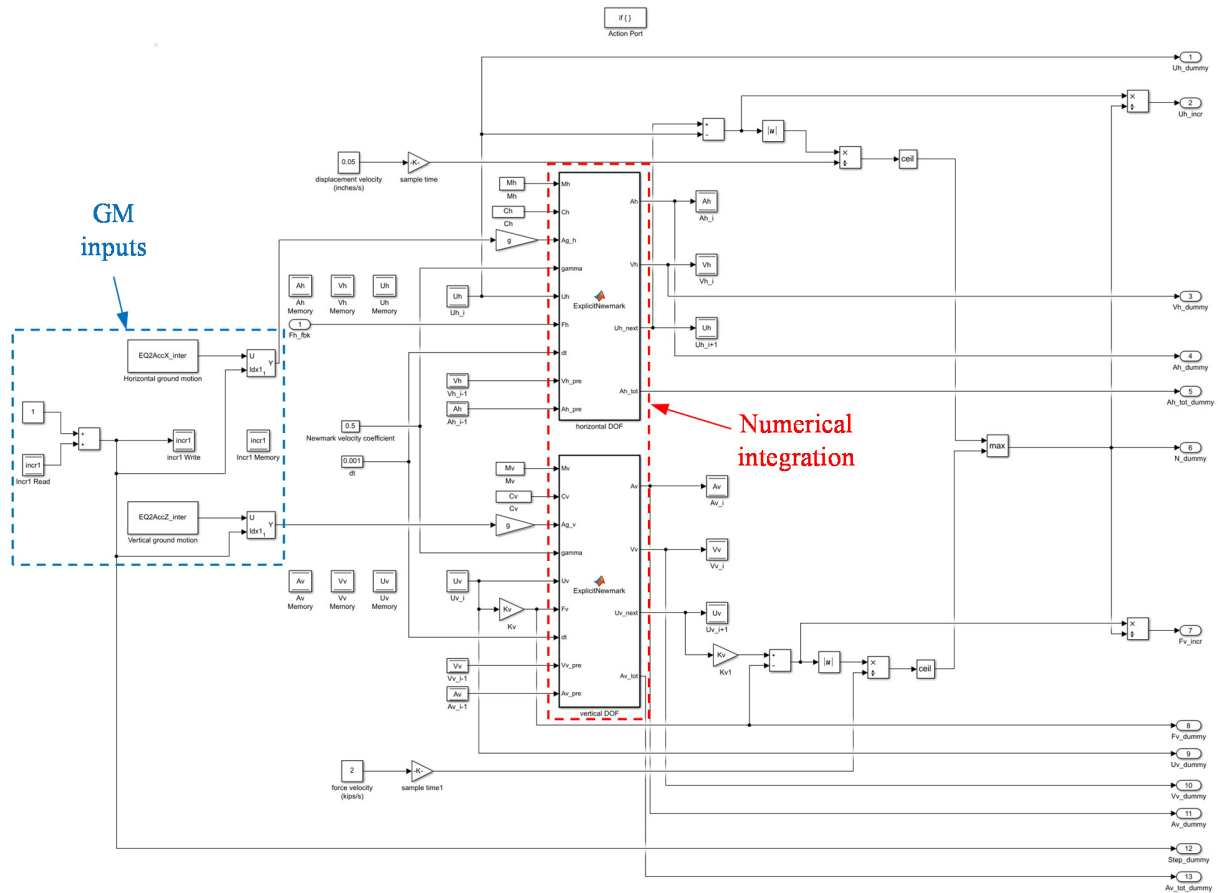 if { }
Action Port
1
Uh_dummy
×
÷
2
Uh_incr
+
−
|u|
×
÷
ceil
0.05
displacement velocity
(inches/s)
-K-
sample time
GM
inputs
Mh
Mh
Ch
Ch
g
Mh
Ch
Ag_h
gamma
Uh
Fh
dt
Vh_pre
Ah_pre
ExplicitNewmark
Ah
Vh
Uh_next
Ah_tot
horizontal DOF
Ah
Ah_i
Vh
Vh_i
Uh
Uh_i+1
3
Vh_dummy
4
Ah_dummy
5
Ah_tot_dummy
Ah
Ah
Memory
Vh
Vh
Memory
Uh
Uh
Memory
Uh
Uh_i
1
Fh_fbk
Vh
Vh_i-1
Ah
Ah_i-1
EQ2AccX_inter
Horizontal ground motion
U
Idx1
1
Y
1
+
+
incr1
Incr1 Read
incr1
incr1 Write
incr1
Incr1 Memory
EQ2AccZ_inter
Vertical ground motion
U
Idx1
1
Y
0.5
Newmark velocity coefficient
0.001
dt
Numerical
integration
max
6
N_dummy
Mv
Mv
Cv
Cv
g
Mv
Cv
Ag_v
gamma
Uv
Fv
dt
Vv_pre
Av_pre
ExplicitNewmark
Av
Vv
Uv_next
Av_tot
vertical DOF
Av
Av_i
Vv
Vv_i
Uv
Uv_i+1
Av
Av
Memory
Vv
Vv
Memory
Uv
Uv
Memory
Uv
Uv_i
Kv
Kv
Vv
Vv_i-1
Av
Av_i-1
Kv
Kv1
+
−
|u|
×
÷
ceil
×
÷
7
Fv_incr
8
Fv_dummy
9
Uv_dummy
2
force velocity
(kips/s)
-K-
sample time1
10
Vv_dummy
11
Av_dummy
12
Step_dummy
13
Av_tot_dummy